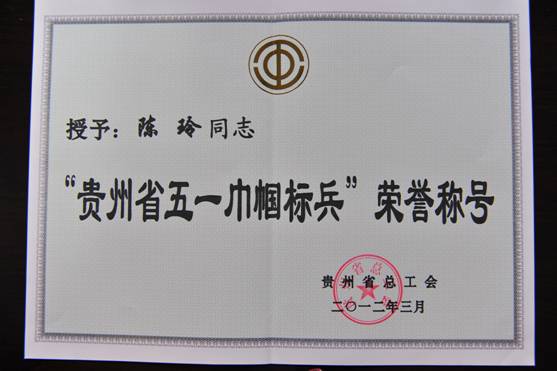 授予：陈 玲同志
“贵州省五一巾帼标兵”荣誉称号
贵州省总工会
二〇一二年三月